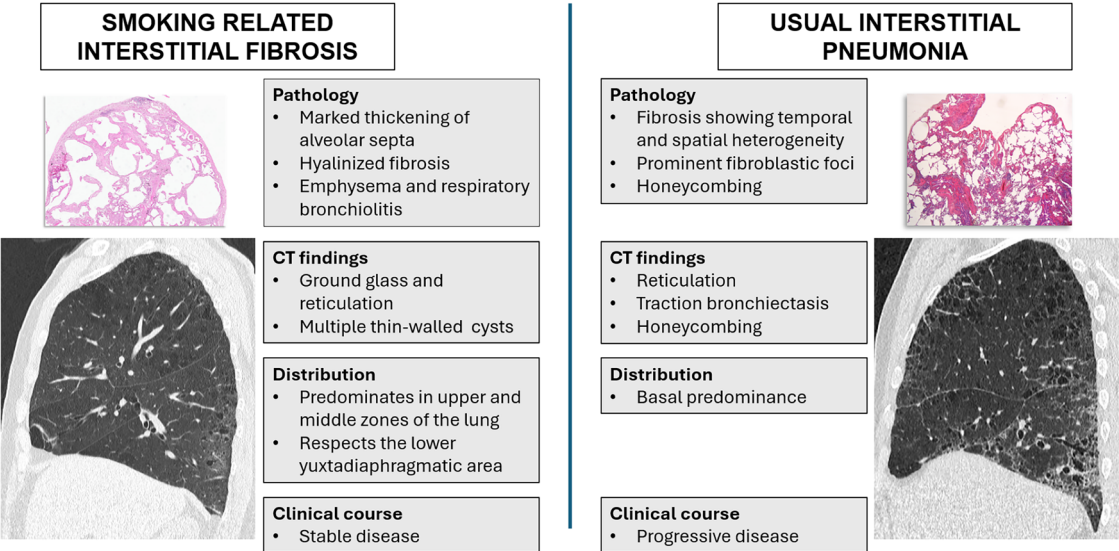 SMOKING RELATED
INTERSTITIAL FIBROSIS
Pathology
• Marked thickening of
alveolar septa
• Hyalinized fibrosis
• Emphysema and respiratory
bronchiolitis
CT findings
• Ground glass and
reticulation
• Multiple thin-walled cysts
Distribution
• Predominates in upper and
middle zones of the lung
• Respects the lower
yuxtadiaphragmatic area
Clinical course
• Stable disease
USUAL INTERSTITIAL
PNEUMONIA
Pathology
• Fibrosis showing temporal
and spatial heterogeneity
• Prominent fibroblastic foci
• Honeycombing
CT findings
• Reticulation
• Traction bronchiectasis
• Honeycombing
Distribution
• Basal predominance
Clinical course
• Progressive disease